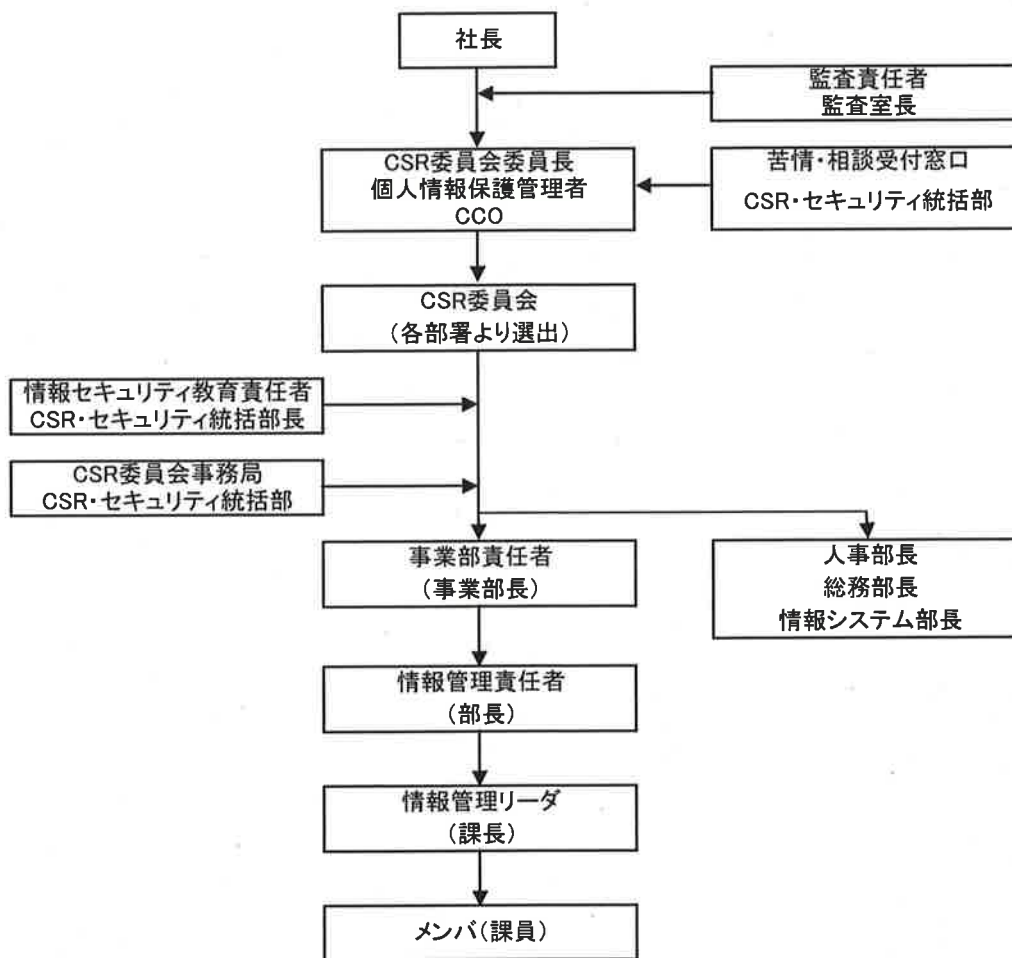 社長
監査責任者
監査室長
CSR委員会委員長
個人情報保護管理者
CCO
苦情・相談受付窓口
CSR・セキュリティ統括部
CSR委員会
（各部署より選出）
情報セキュリティ教育責任者
CSR・セキュリティ統括部長
CSR委員会事務局
CSR・セキュリティ統括部
事業部責任者
（事業部長）
人事部長
総務部長
情報システム部長
情報管理責任者
（部長）
情報管理リーダ
（課長）
メンバ（課員）